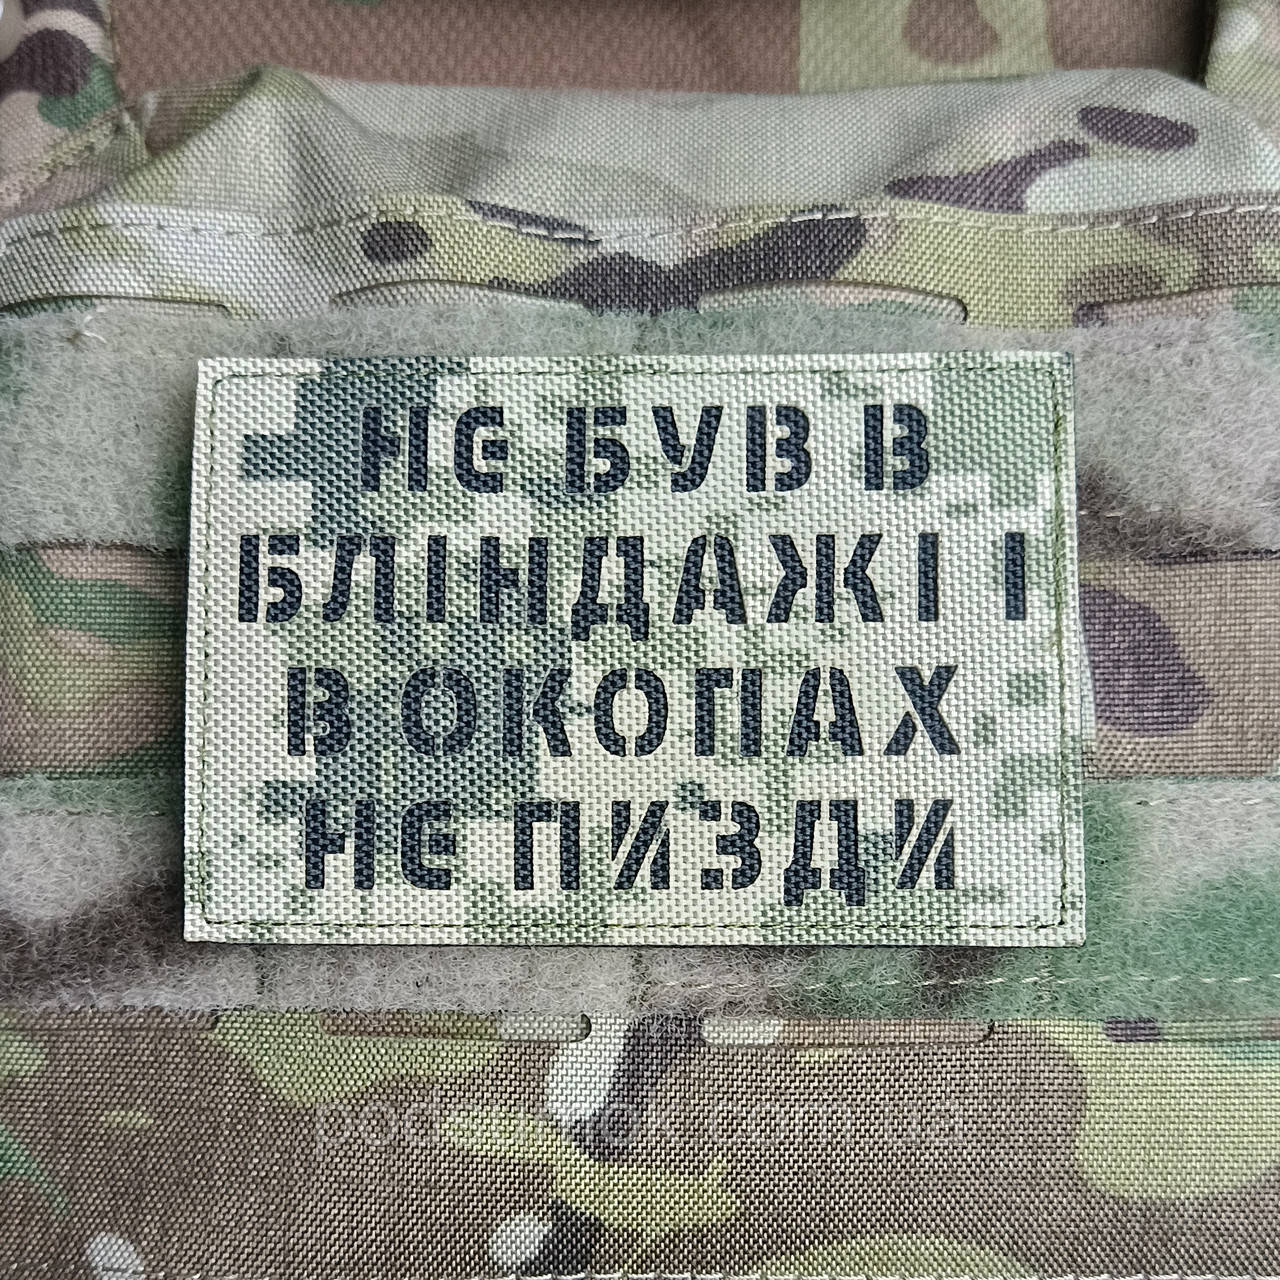 НЕ БУВ В
БЛІНДАЖІ І
В ОКОПАХ
НЕ ПИЗДИ